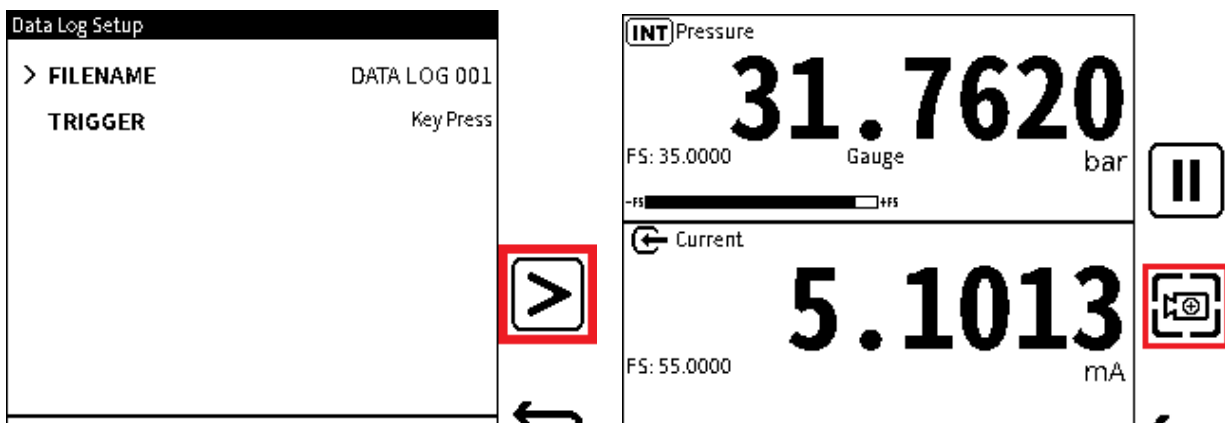 Data Log Setup
> FILENAME DATA LOG 001
TRIGGER Key Press
INT Pressure
31.7620
FS: 35.0000 Gauge bar
-FS +FS
Current
5.1013
FS: 55.0000 mA